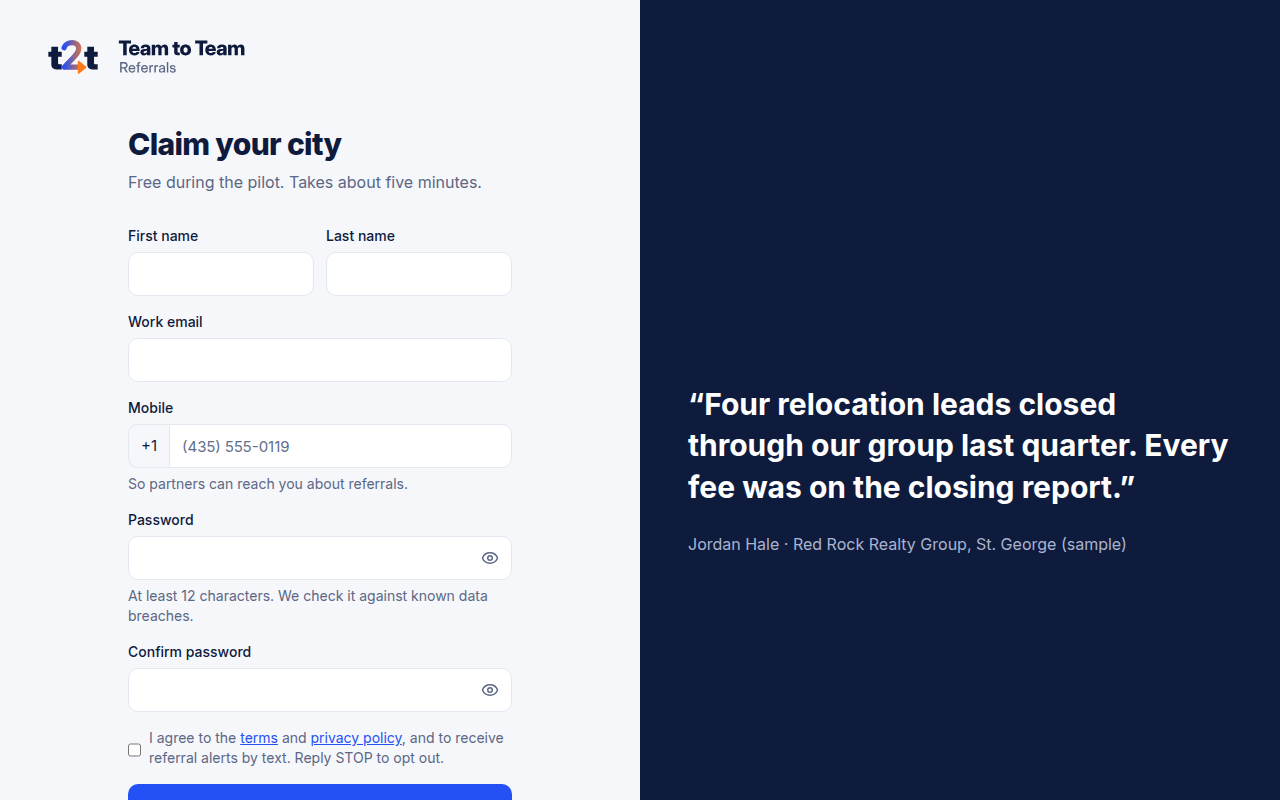 t2t
Team to Team
Referrals
Claim your city
Free during the pilot. Takes about five minutes.
First name
Last name
Work email
Mobile
+1
(435) 555-0119
So partners can reach you about referrals.
Password
At least 12 characters. We check it against known data
breaches.
Confirm password
I agree to the terms and privacy policy, and to receive
referral alerts by text. Reply STOP to opt out.
“Four relocation leads closed
through our group last quarter. Every
fee was on the closing report.”
Jordan Hale · Red Rock Realty Group, St. George (sample)